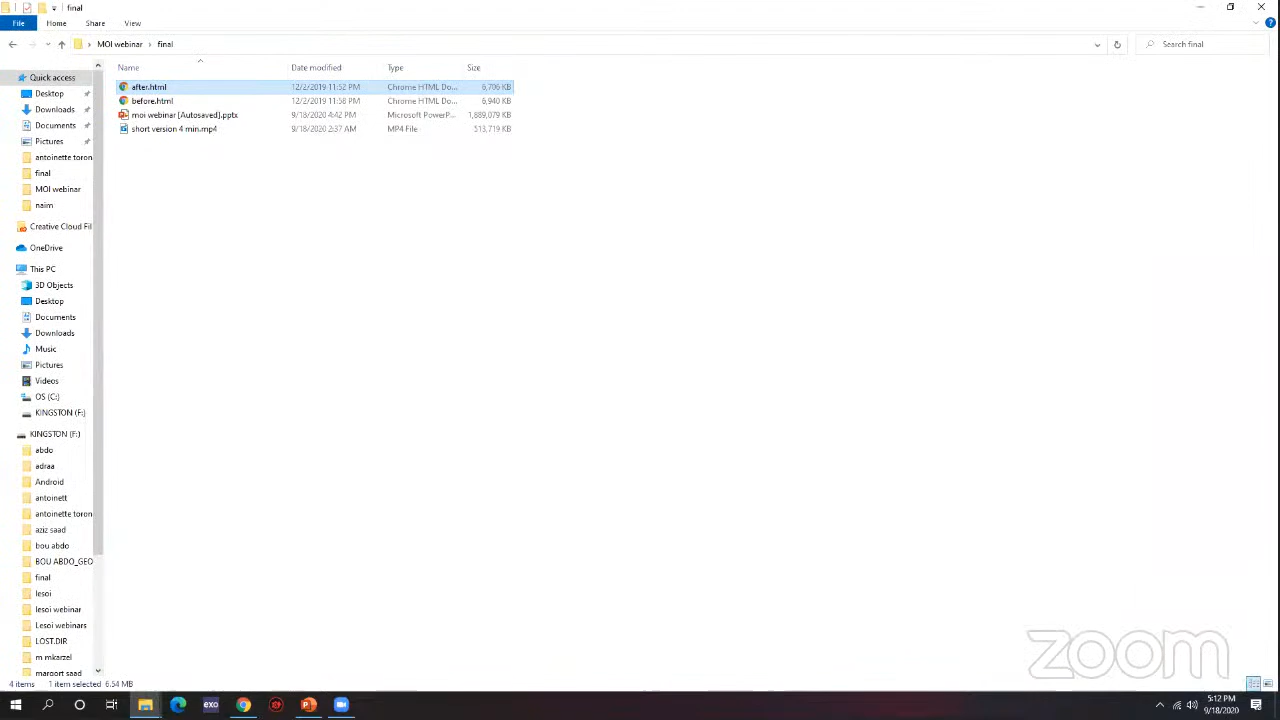 final
File Home Share View
MOI webinar > final
Search final
Name Date modified Type Size
after.html 12/2/2019 11:52 PM Chrome HTML Do... 6,706 KB
before.html 12/2/2019 11:58 PM Chrome HTML Do... 6,940 KB
moi webinar [Autosaved].pptx 9/18/2020 4:42 PM Microsoft PowerP... 1,889,079 KB
short version 4 min.mp4 9/18/2020 2:37 AM MP4 File 513,719 KB
Quick access
Desktop
Downloads
Documents
Pictures
antoinette toron
final
MOI webinar
naim
Creative Cloud Fil
OneDrive
This PC
3D Objects
Desktop
Documents
Downloads
Music
Pictures
Videos
OS (C:)
KINGSTON (F:)
KINGSTON (F:)
abdo
adraa
Android
antoinett
antoinette toron
aziz saad
bou abdo
BOU ABDO_GEO
final
lesoi
lesoi webinar
Lesoi webinars
LOST.DIR
m mkarzel
margort saad
zoom
4 items 1 item selected 6.54 MB
exo
5:12 PM
9/18/2020